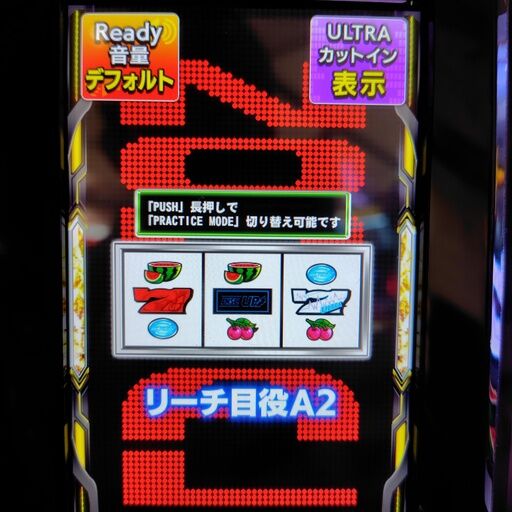 Ready
音量
デフォルト
ULTRA
カットイン
表示
『PUSH』長押しで
『PRACTICE MODE』切り替え可能です
リーチ目役A2